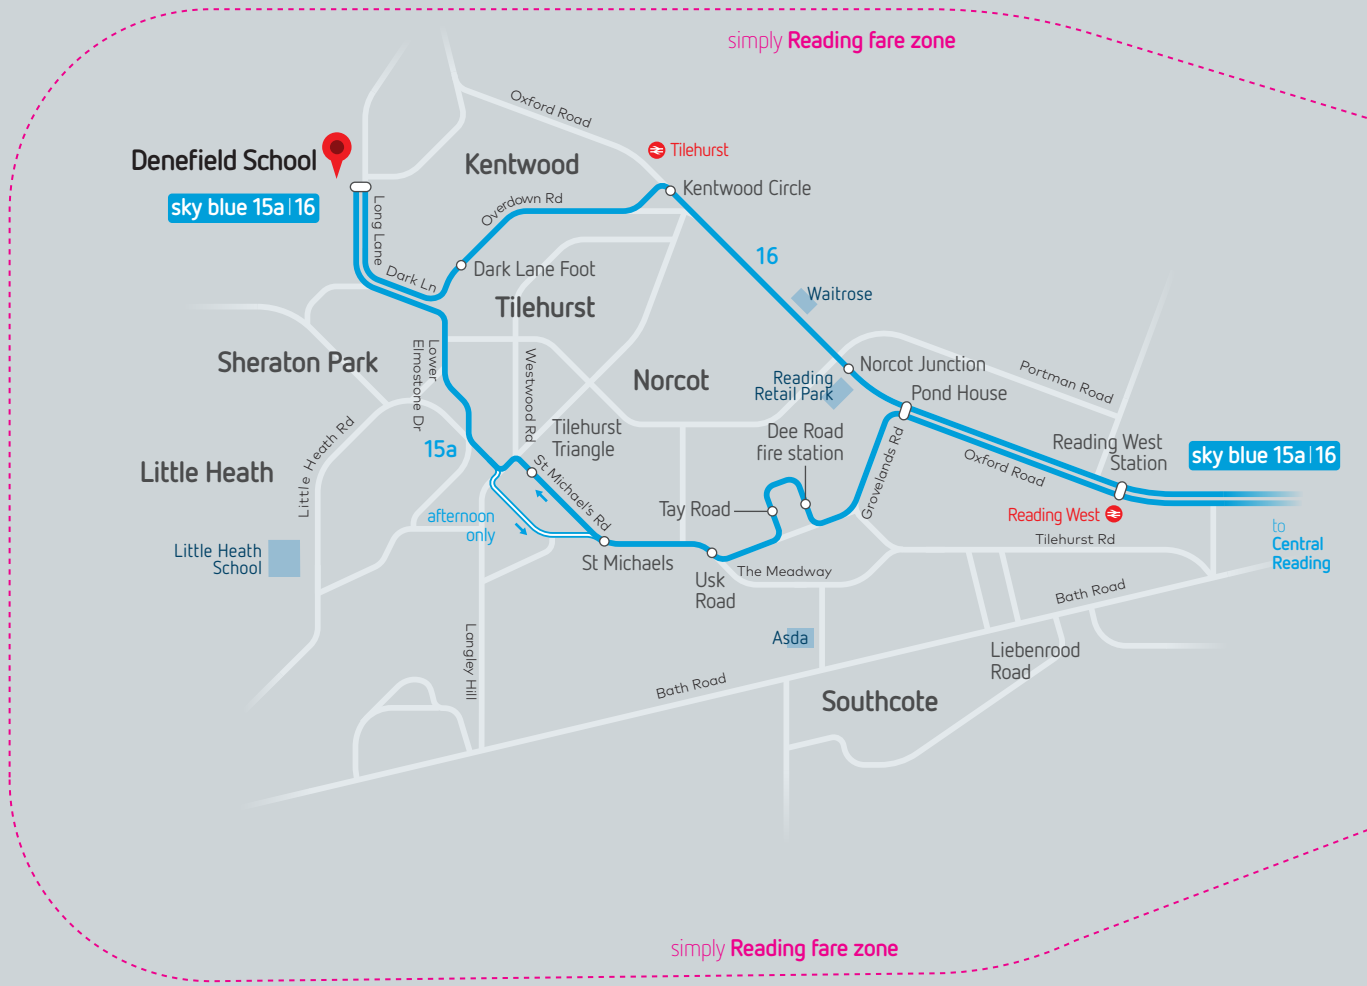 simply Reading fare zone
Oxford Road
Denefield School
Kentwood
Tilehurst
Kentwood Circle
sky blue 15a|16
Long Lane
Overdown Rd
16
Dark Lane Foot
Dark Ln
Tilehurst
Waitrose
Sheraton Park
Lower
Elmostone Dr
Westwood Rd
Norcot
Reading
Retail Park
Norcot Junction
Portman Road
Pond House
Little Heath Rd
15a
Tilehurst
Triangle
Dee Road
fire station
Grovelands Rd
Reading West
Station
sky blue 15a|16
Little Heath
St Michael's Rd
Oxford Road
afternoon
only
Tay Road
Reading West
to
Central
Reading
Little Heath
School
St Michaels
Usk
Road
The Meadway
Tilehurst Rd
Bath Road
Langley Hill
Asda
Liebenrood
Road
Bath Road
Southcote
simply Reading fare zone